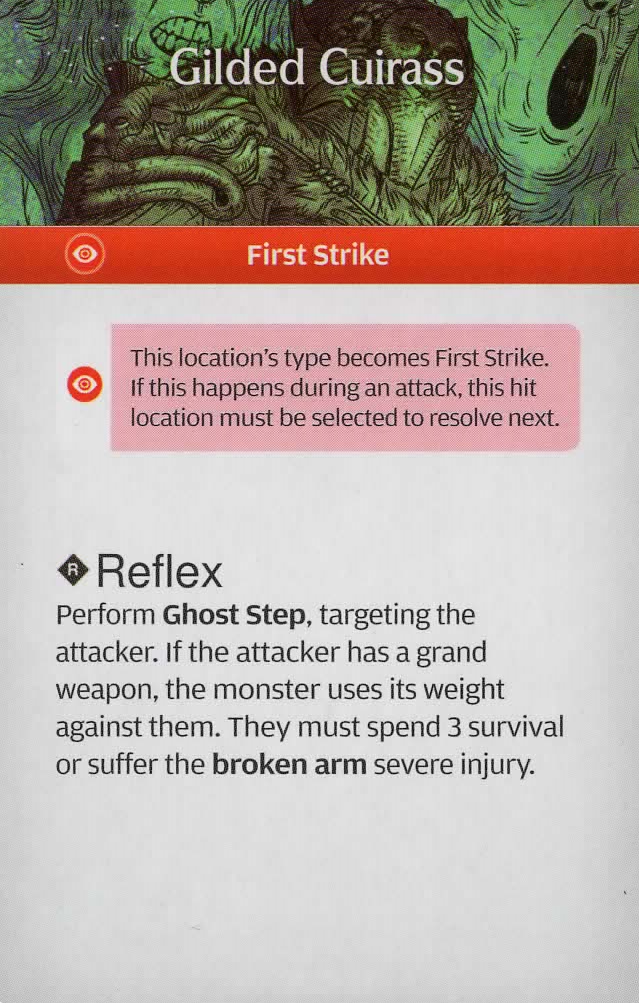 Gilded Cuirass
First Strike
This location's type becomes First Strike.
If this happens during an attack, this hit
location must be selected to resolve next.
R Reflex
Perform Ghost Step, targeting the
attacker. If the attacker has a grand
weapon, the monster uses its weight
against them. They must spend 3 survival
or suffer the broken arm severe injury.